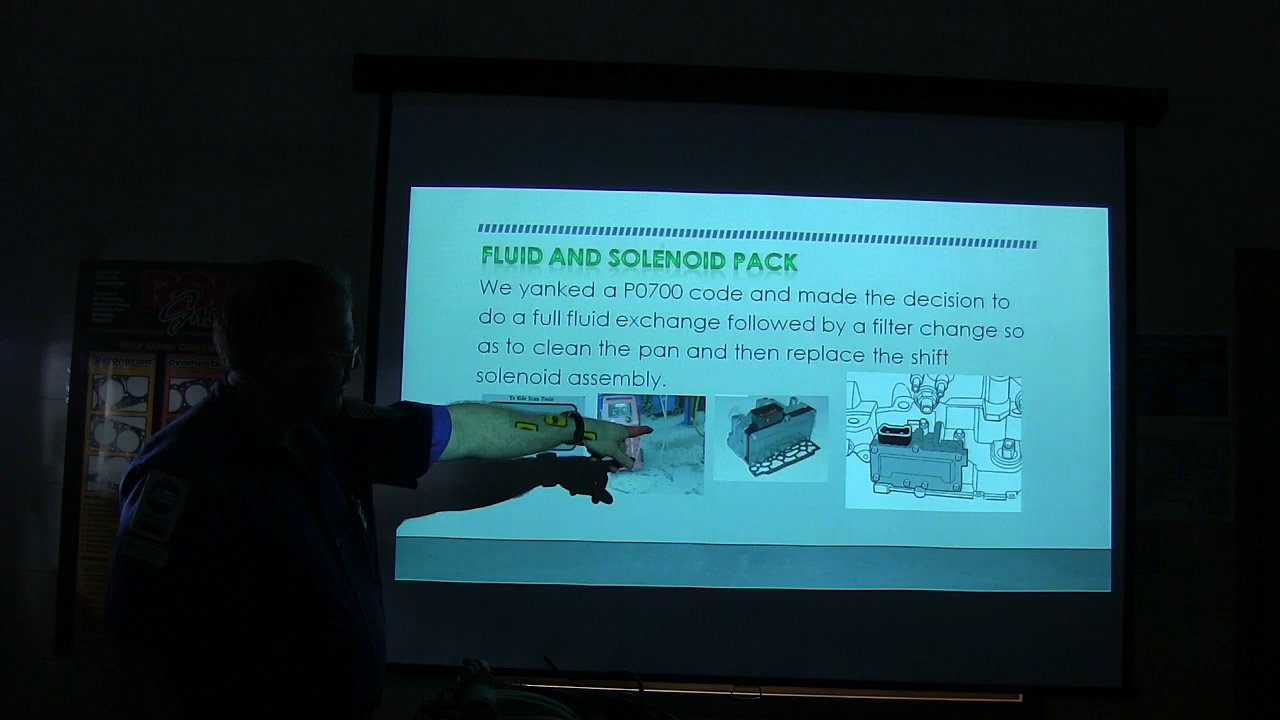 FLUID AND SOLENOID PACK
We yanked a P0700 code and made the decision to
do a full fluid exchange followed by a filter change so
as to clean the pan and then replace the shift
solenoid assembly.